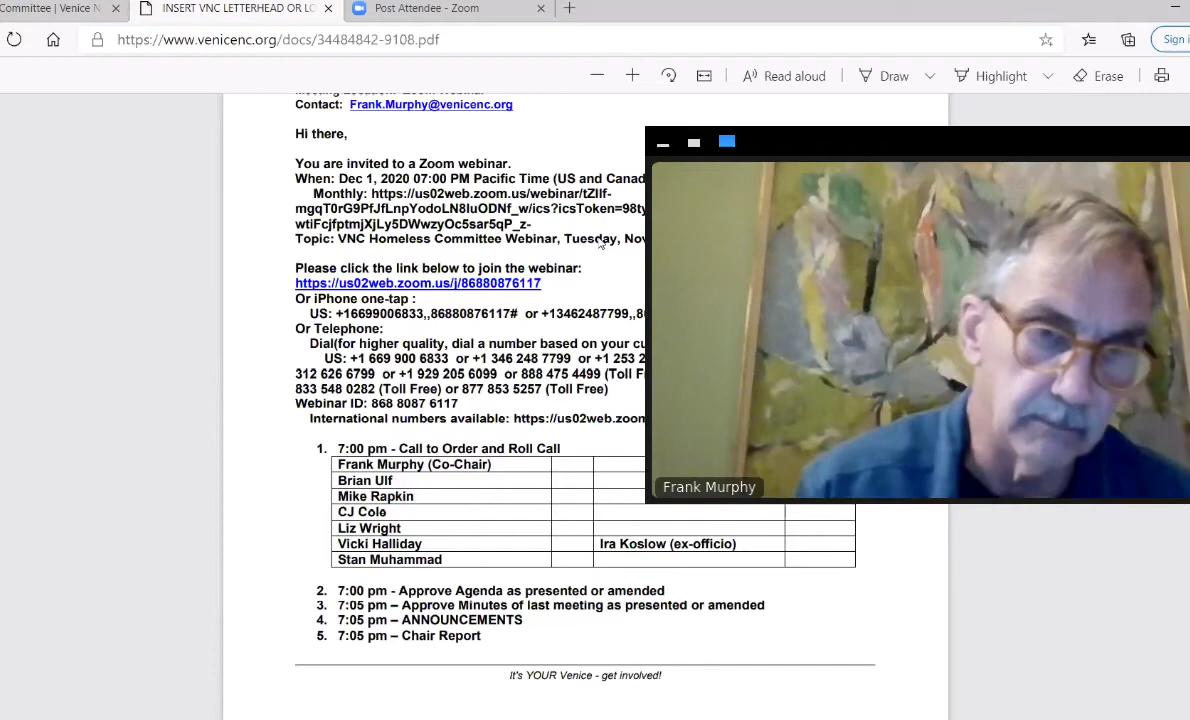 Committee | Venice N
INSERT VNC LETTERHEAD OR LO
Post Attendee - Zoom
https://www.venicenc.org/docs/34484842-9108.pdf
Sign i
Read aloud
Draw
Highlight
Erase
Contact: Frank.Murphy@venicenc.org
Hi there,
You are invited to a Zoom webinar.
When: Dec 1, 2020 07:00 PM Pacific Time (US and Canad
Monthly: https://us02web.zoom.us/webinar/tZIlf-
mgqT0rG9PfJfLnpYodoLN8IuODNf_w/ics?icsToken=98ty
wtiFcjfptmjXjLy5DWwzyOc5sar5qP_z-
Topic: VNC Homeless Committee Webinar, Tuesday, Nov
Please click the link below to join the webinar:
https://us02web.zoom.us/j/86880876117
Or iPhone one-tap :
US: +16699006833,,86880876117# or +13462487799,,8
Or Telephone:
Dial(for higher quality, dial a number based on your cu
US: +1 669 900 6833 or +1 346 248 7799 or +1 253 2
312 626 6799 or +1 929 205 6099 or 888 475 4499 (Toll F
833 548 0282 (Toll Free) or 877 853 5257 (Toll Free)
Webinar ID: 868 8087 6117
International numbers available: https://us02web.zoom
1. 7:00 pm - Call to Order and Roll Call
Frank Murphy (Co-Chair)
Brian Ulf
Mike Rapkin
CJ Cole
Liz Wright
Vicki Halliday Ira Koslow (ex-officio)
Stan Muhammad
Frank Murphy
2. 7:00 pm - Approve Agenda as presented or amended
3. 7:05 pm – Approve Minutes of last meeting as presented or amended
4. 7:05 pm – ANNOUNCEMENTS
5. 7:05 pm – Chair Report
It's YOUR Venice - get involved!